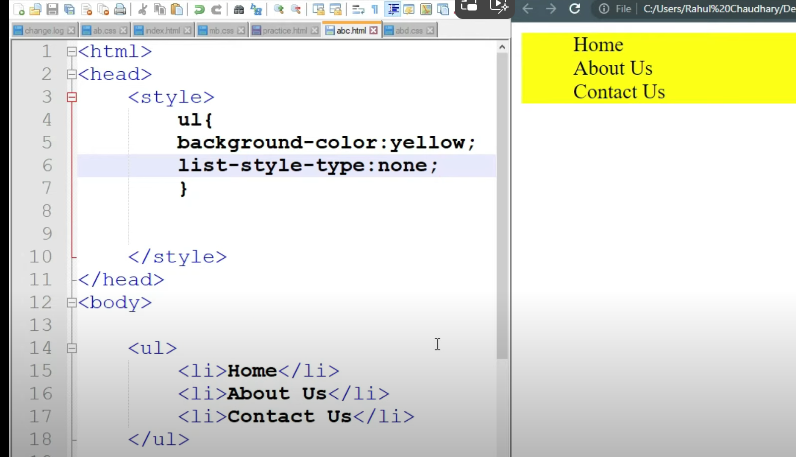 change.log ab.css index.html mb.css practice.html abc.html abd.css
File C:/Users/Rahul%20Chaudhary/De
1 <html>
2 <head>
3 <style>
4 ul{
5 background-color:yellow;
6 list-style-type:none;
7 }
8
9
10 </style>
11 </head>
12 <body>
13
14 <ul>
15 <li>Home</li>
16 <li>About Us</li>
17 <li>Contact Us</li>
18 </ul>
Home
About Us
Contact Us